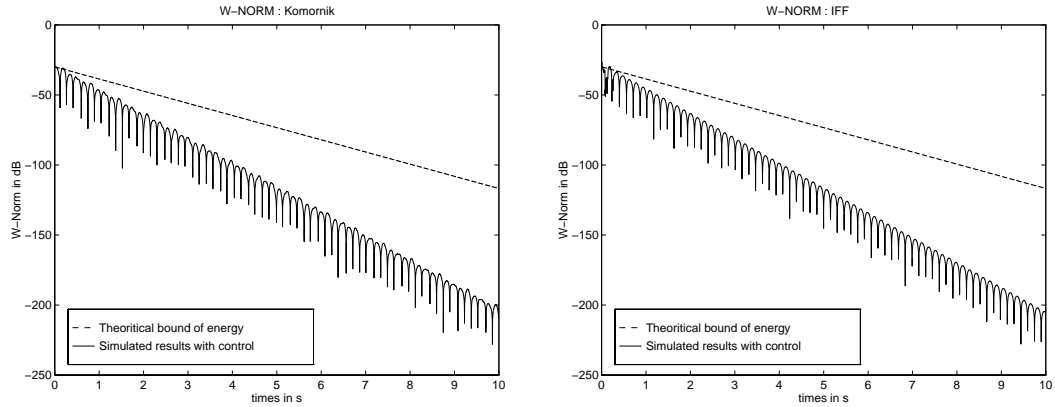 W-NORM : Komornik
0
-50
-100
-150
-200
-250
W-Norm in dB
0 1 2 3 4 5 6 7 8 9 10
times in s
Theoritical bound of energy
Simulated results with control
W-NORM : IFF
0
-50
-100
-150
-200
-250
W-Norm in dB
0 1 2 3 4 5 6 7 8 9 10
times in s
Theoritical bound of energy
Simulated results with control